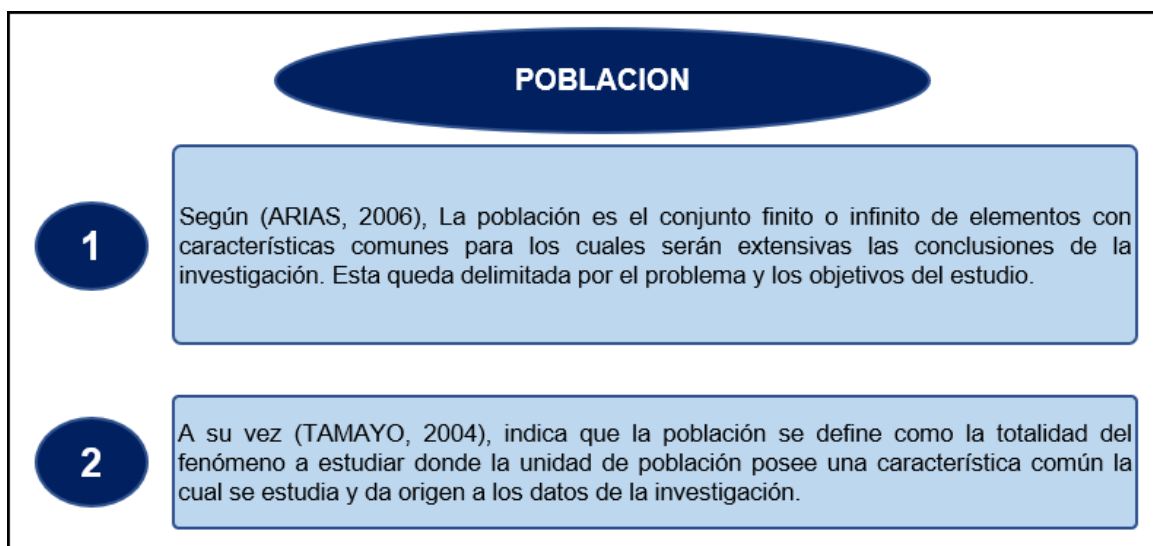 POBLACION
1
Según (ARIAS, 2006), La población es el conjunto finito o infinito de elementos con
características comunes para los cuales serán extensivas las conclusiones de la
investigación. Esta queda delimitada por el problema y los objetivos del estudio.
2
A su vez (TAMAYO, 2004), indica que la población se define como la totalidad del
fenómeno a estudiar donde la unidad de población posee una característica común la
cual se estudia y da origen a los datos de la investigación.